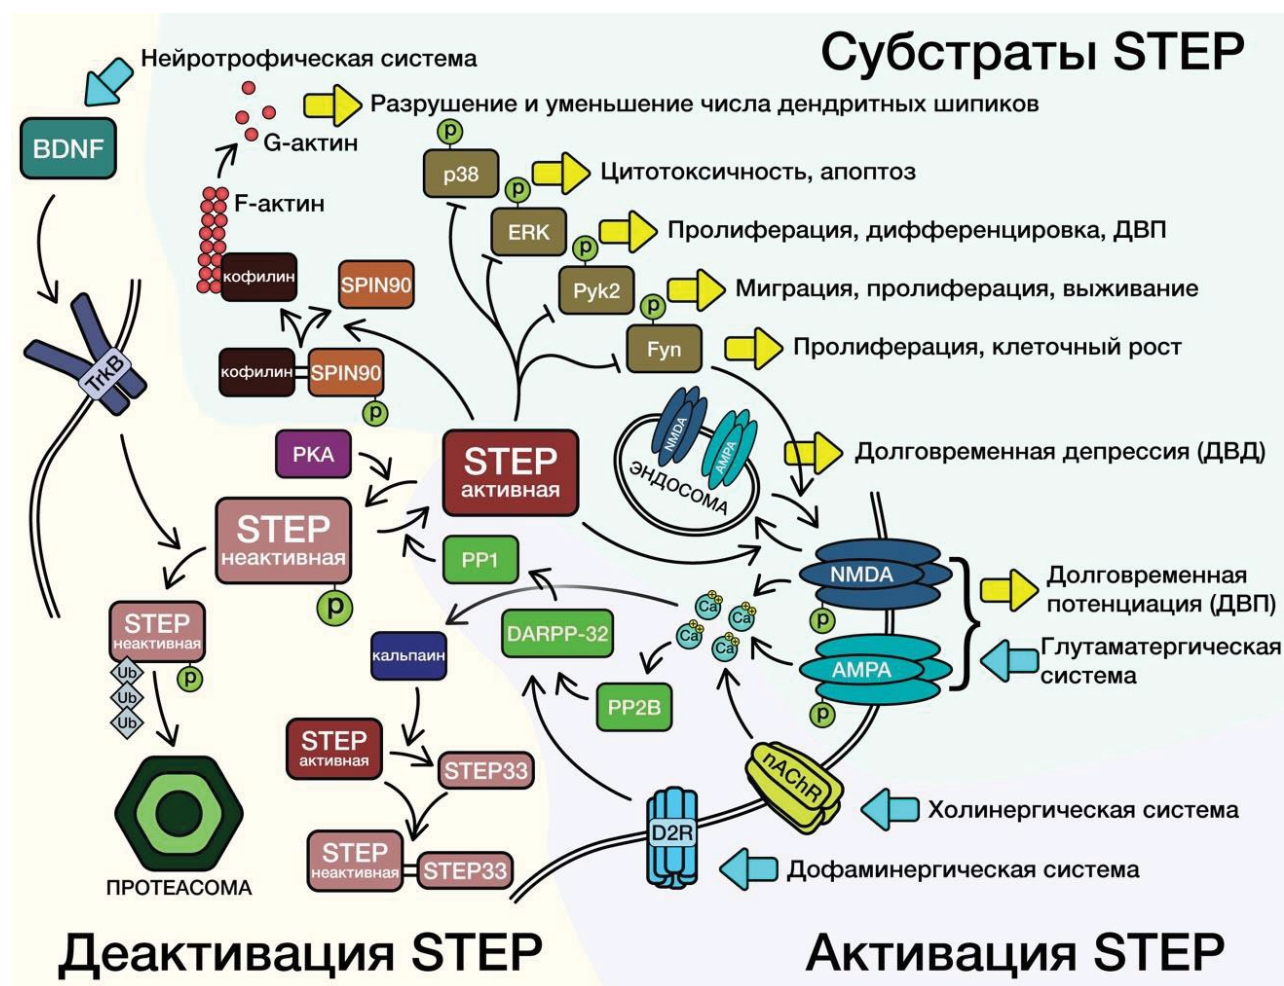 Субстраты STEP
Нейротрофическая система
BDNF
G-актин
Разрушение и уменьшение числа дендритных шипиков
F-актин
p
p38
Цитотоксичность, апоптоз
p
ERK
Пролиферация, дифференцировка, ДВП
p
Pyk2
Миграция, пролиферация, выживание
p
Fyn
Пролиферация, клеточный рост
кофилин
SPIN90
кофилин
SPIN90
p
TrkB
PKA
STEP
активная
NMDA
AMPA
ЭНДОСОМА
Долговременная депрессия (ДВД)
STEP
неактивная
p
PP1
NMDA
p
Долговременная
потенциация (ДВП)
Ca
++
Ca
++
Ca
++
Ca
++
DARPP-32
STEP
неактивная
p
Ub
Ub
Ub
кальпаин
AMPA
p
Глутаматергическая
система
PP2B
STEP
активная
STEP33
nAChR
Холинергическая система
D2R
Дофаминергическая система
STEP
неактивная
STEP33
ПРОТЕАСОМА
Деактивация STEP
Активация STEP